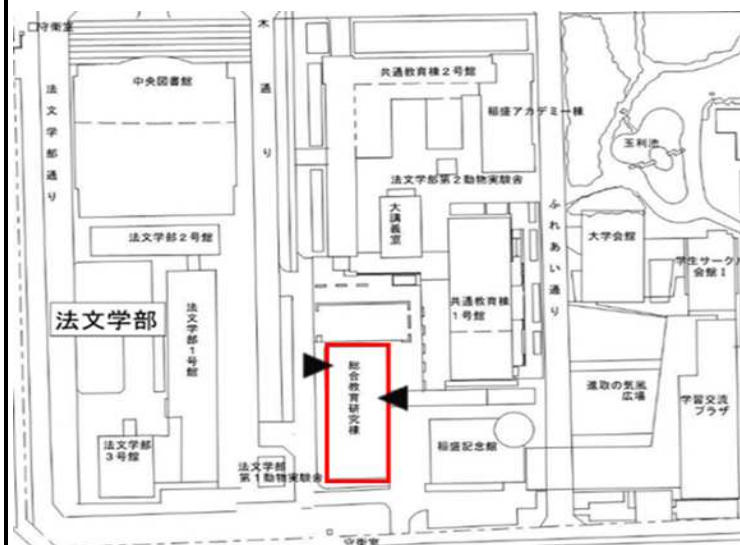 守衛室
中央図書館
法文学部通り
木通り
共通教育棟2号館
稲盛アカデミー棟
玉利池
法文学部第2動物実験舎
大講義室
ふれあい通り
大学会館
学生サークル
会館Ⅰ
法文学部2号館
法文学部
法文学部1号館
共通教育棟
1号館
総合教育研究棟
進取の気風
広場
学習交流
プラザ
法文学部
3号館
法文学部
第1動物実験舎
稲盛記念館
守衛室